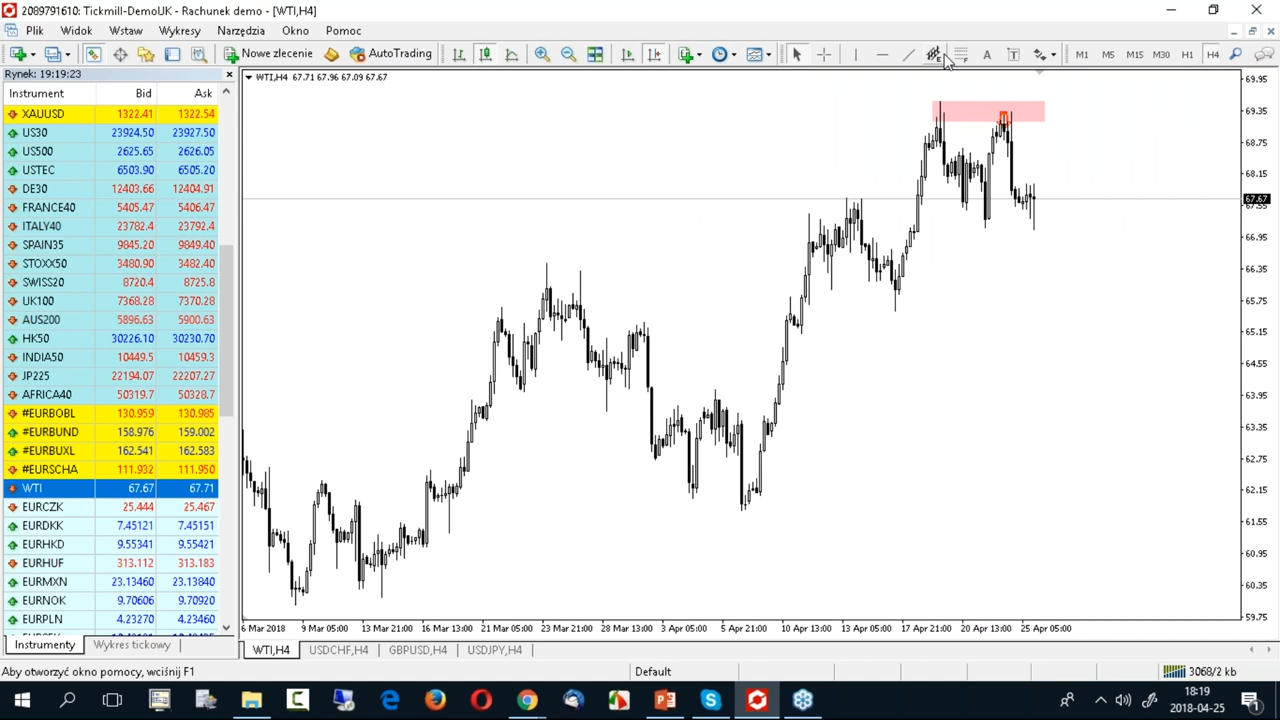 2089791610: Tickmill-DemoUK - Rachunek demo - [WTI,H4]
Plik Widok Wstaw Wykresy Narzędzia Okno Pomoc
Nowe zlecenie AutoTrading A T M1 M5 M15 M30 H1 H4
Rynek: 19:19:23
Instrument Bid Ask
XAUUSD 1322.41 1322.54
US30 23924.50 23927.50
US500 2625.65 2626.05
USTEC 6503.90 6505.20
DE30 12403.66 12404.91
FRANCE40 5405.47 5406.47
ITALY40 23782.4 23792.4
SPAIN35 9845.20 9849.40
STOXX50 3480.90 3482.40
SWISS20 8720.4 8725.8
UK100 7368.28 7370.28
AUS200 5896.63 5900.63
HK50 30226.10 30230.70
INDIA50 10449.5 10459.3
JP225 22194.07 22207.27
AFRICA40 50319.7 50328.7
#EURBOBL 130.959 130.985
#EURBUND 158.976 159.002
#EURBUXL 162.541 162.583
#EURSCHA 111.932 111.950
WTI 67.67 67.71
EURCZK 25.444 25.467
EURDKK 7.45121 7.45151
EURHKD 9.55341 9.55421
EURHUF 313.112 313.183
EURMXN 23.13460 23.13840
EURNOK 9.70606 9.70920
EURPLN 4.23270 4.23460
Instrumenty Wykres tickowy
WTI,H4 67.71 67.96 67.09 67.67
69.95
69.35
68.75
68.15
67.67
67.55
66.95
66.35
65.75
65.15
64.55
63.95
63.35
62.75
62.15
61.55
60.95
60.35
59.75
6 Mar 2018 9 Mar 05:00 13 Mar 21:00 16 Mar 13:00 21 Mar 05:00 23 Mar 21:00 28 Mar 13:00 3 Apr 05:00 5 Apr 21:00 10 Apr 13:00 13 Apr 05:00 17 Apr 21:00 20 Apr 13:00 25 Apr 05:00
WTI,H4 USDCHF,H4 GBPUSD,H4 USDJPY,H4
Aby otworzyć okno pomocy, wciśnij F1 Default 3068/2 kb
18:19
2018-04-25